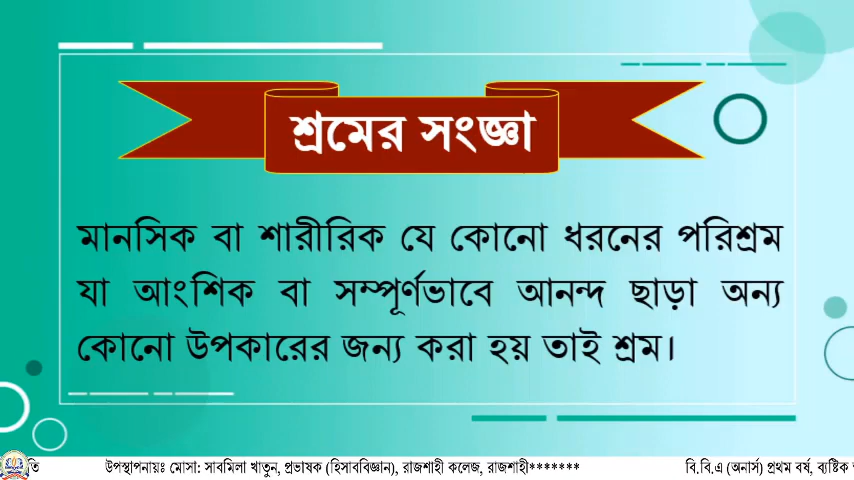 শ্রমের সংজ্ঞা
মানসিক বা শারীরিক যে কোনো ধরনের পরিশ্রম
যা আংশিক বা সম্পূর্ণভাবে আনন্দ ছাড়া অন্য
কোনো উপকারের জন্য করা হয় তাই শ্রম।
উপস্থাপনায়ঃ মোসা: সাবমিলা খাতুন, প্রভাষক (হিসাববিজ্ঞান), রাজশাহী কলেজ, রাজশাহী******* বি.বি.এ (অনার্স) প্রথম বর্ষ, ব্যষ্টিক